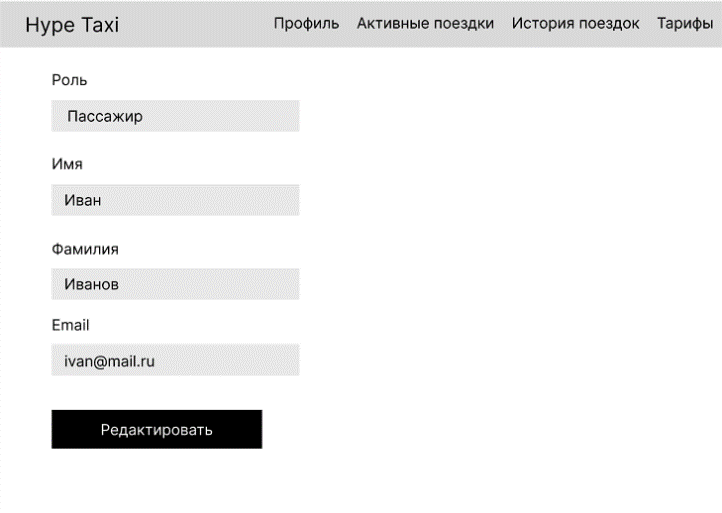 Hype Taxi Профиль Активные поездки История поездок Тарифы
Роль
Пассажир
Имя
Иван
Фамилия
Иванов
Email
ivan@mail.ru
Редактировать